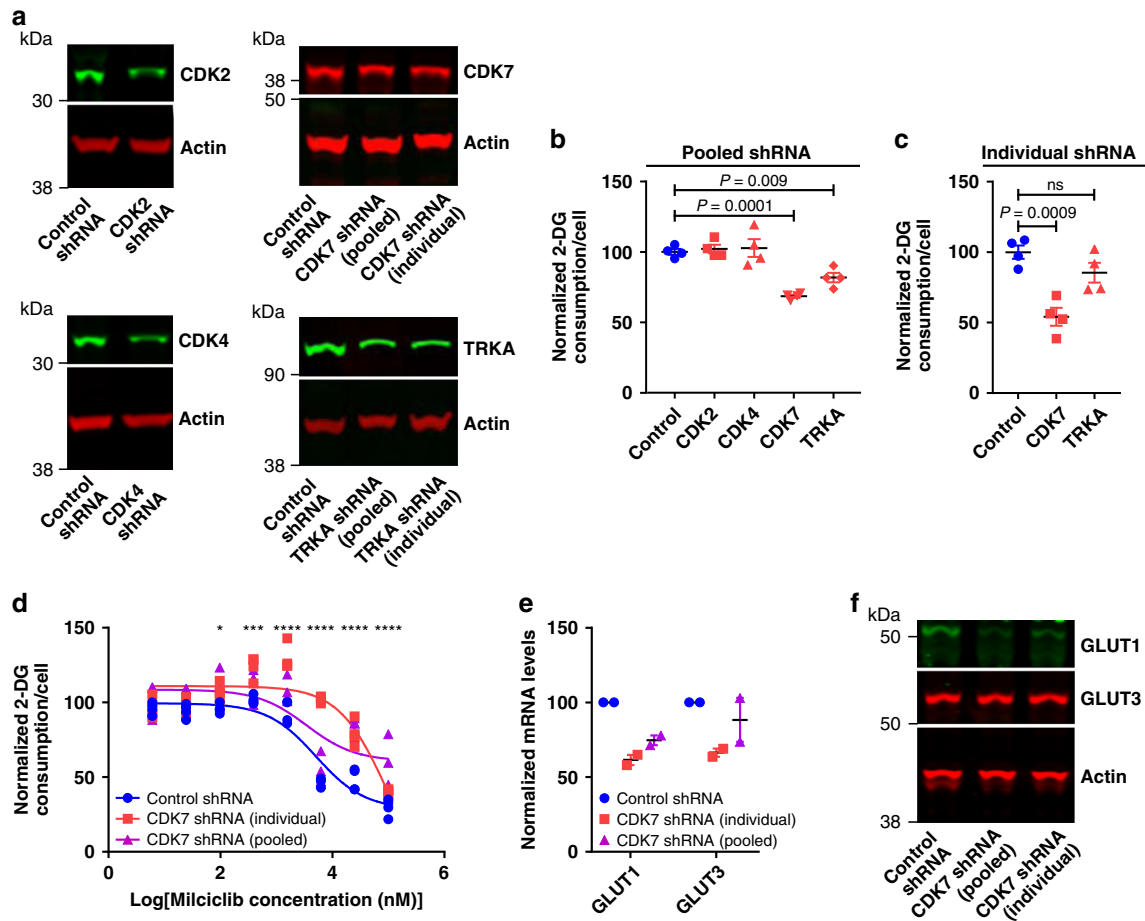 a
kDa
CDK2
30
Actin
38
Control
shRNA
CDK2
shRNA
kDa
CDK7
38
50
Actin
Control
shRNA
CDK7 shRNA
(pooled)
CDK7 shRNA
(individual)
kDa
CDK4
30
Actin
38
Control
shRNA
CDK4
shRNA
kDa
TRKA
90
Actin
38
Control
shRNA
TRKA shRNA
(pooled)
TRKA shRNA
(individual)
b
Pooled shRNA
Normalized 2-DG
consumption/cell
150
100
50
0
P = 0.009
P = 0.0001
Control
CDK2
CDK4
CDK7
TRKA
c
Individual shRNA
Normalized 2-DG
consumption/cell
150
100
50
0
ns
P = 0.0009
Control
CDK7
TRKA
d
Normalized 2-DG
consumption/cell
150
100
50
0
* *** **** **** **** ****
Control shRNA
CDK7 shRNA (individual)
CDK7 shRNA (pooled)
0 2 4 6
Log[Milciclib concentration (nM)]
e
Normalized mRNA levels
150
100
50
0
Control shRNA
CDK7 shRNA (individual)
CDK7 shRNA (pooled)
GLUT1
GLUT3
f
kDa
50
GLUT1
GLUT3
50
Actin
38
Control
shRNA
CDK7 shRNA
(pooled)
CDK7 shRNA
(individual)